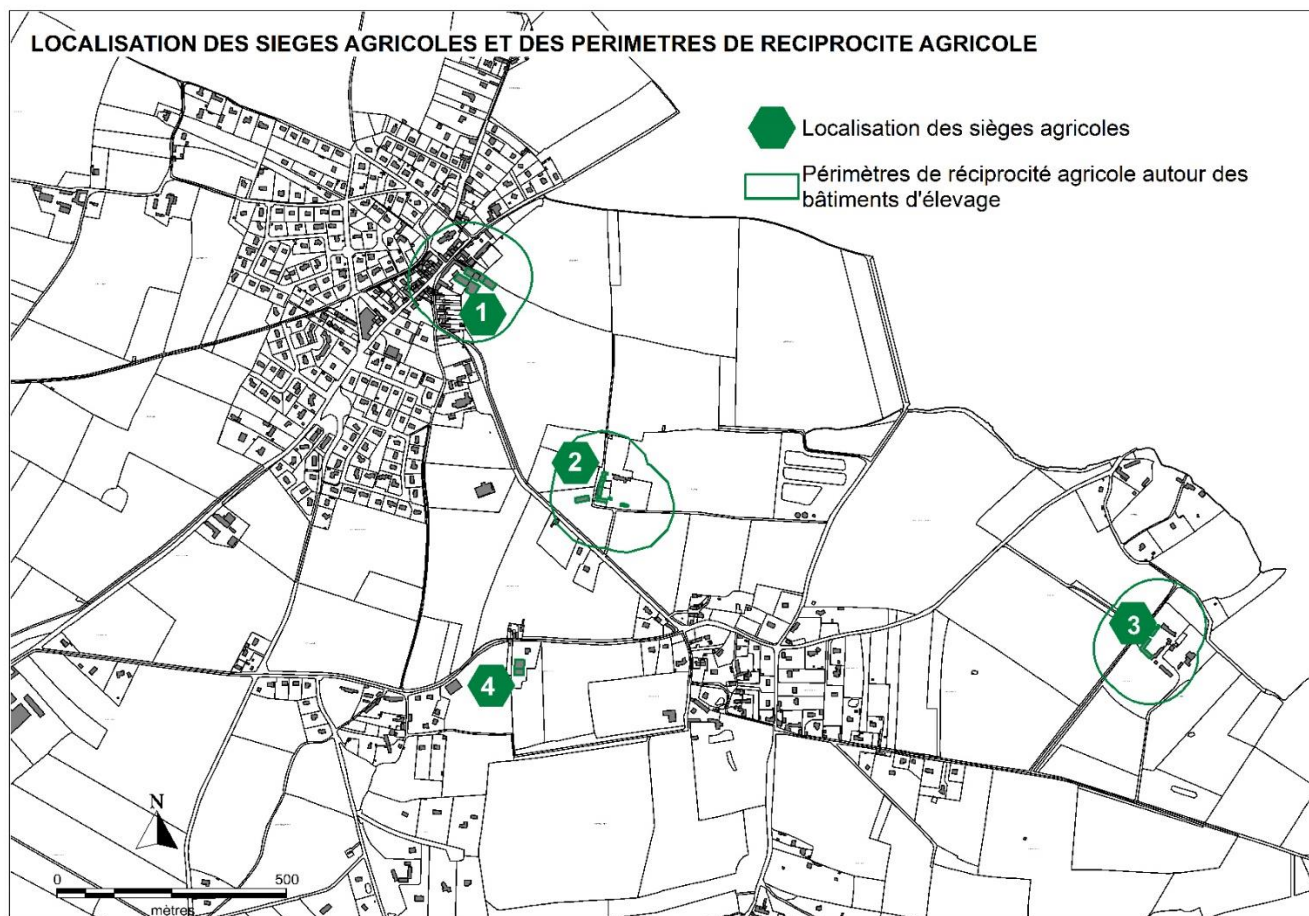 LOCALISATION DES SIEGES AGRICOLES ET DES PERIMETRES DE RECIPROCITE AGRICOLE
Localisation des sièges agricoles
Périmètres de réciprocité agricole autour des
bâtiments d'élevage
1
2
3
4
N
0 500
mètres